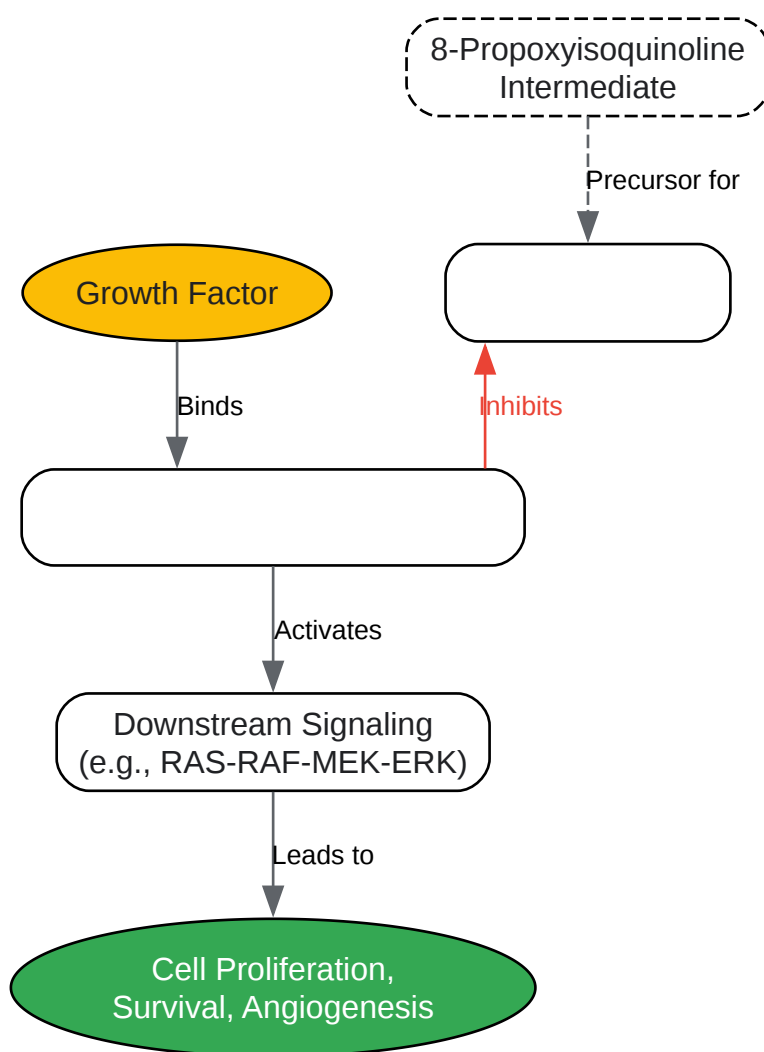 8-Propoxyisoquinoline
Intermediate
Precursor for
Growth Factor
Binds
Inhibits
Activates
Downstream Signaling
(e.g., RAS-RAF-MEK-ERK)
Leads to
Cell Proliferation,
Survival, Angiogenesis